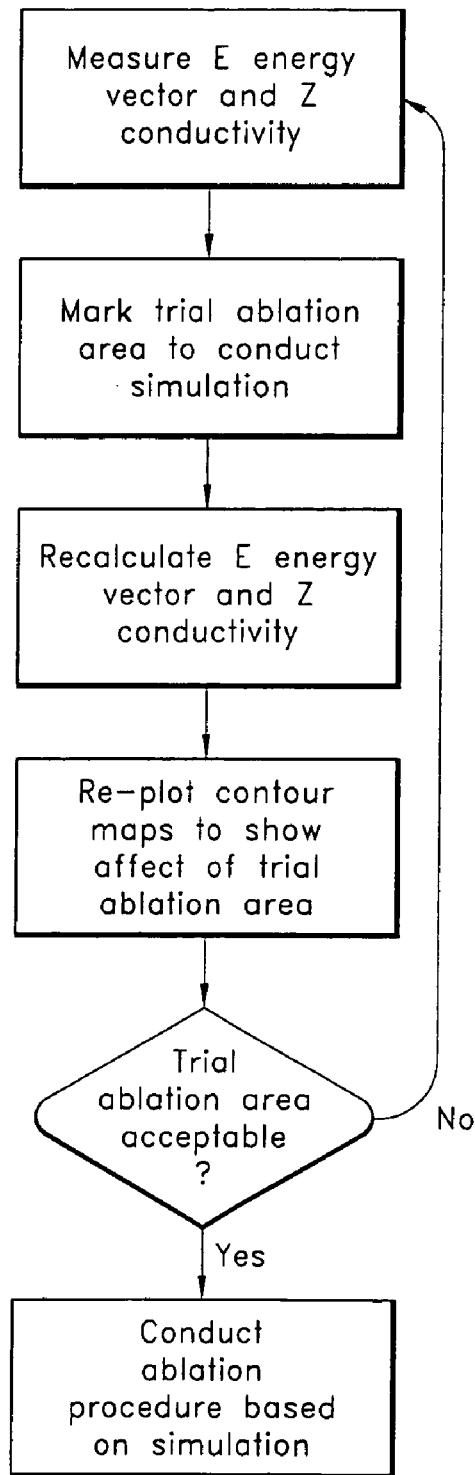 Measure E energy
vector and Z
conductivity
Mark trial ablation
area to conduct
simulation
Recalculate E energy
vector and Z
conductivity
Re-plot contour
maps to show
affect of trial
ablation area
Trial
ablation area
acceptable
?
No
Yes
Conduct
ablation
procedure based
on simulation